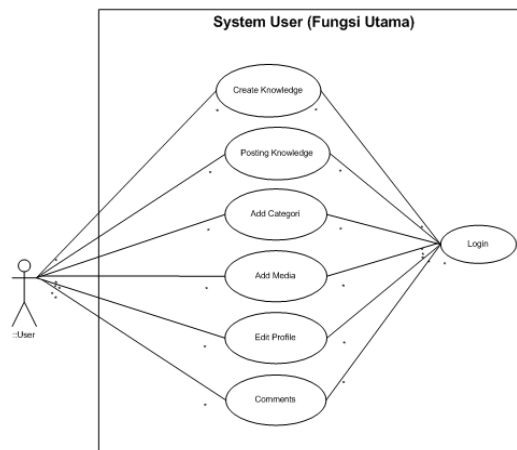 System User (Fungsi Utama)
Create Knowledge
Posting Knowledge
Add Categori
Login
Add Media
::User
Edit Profile
Comments